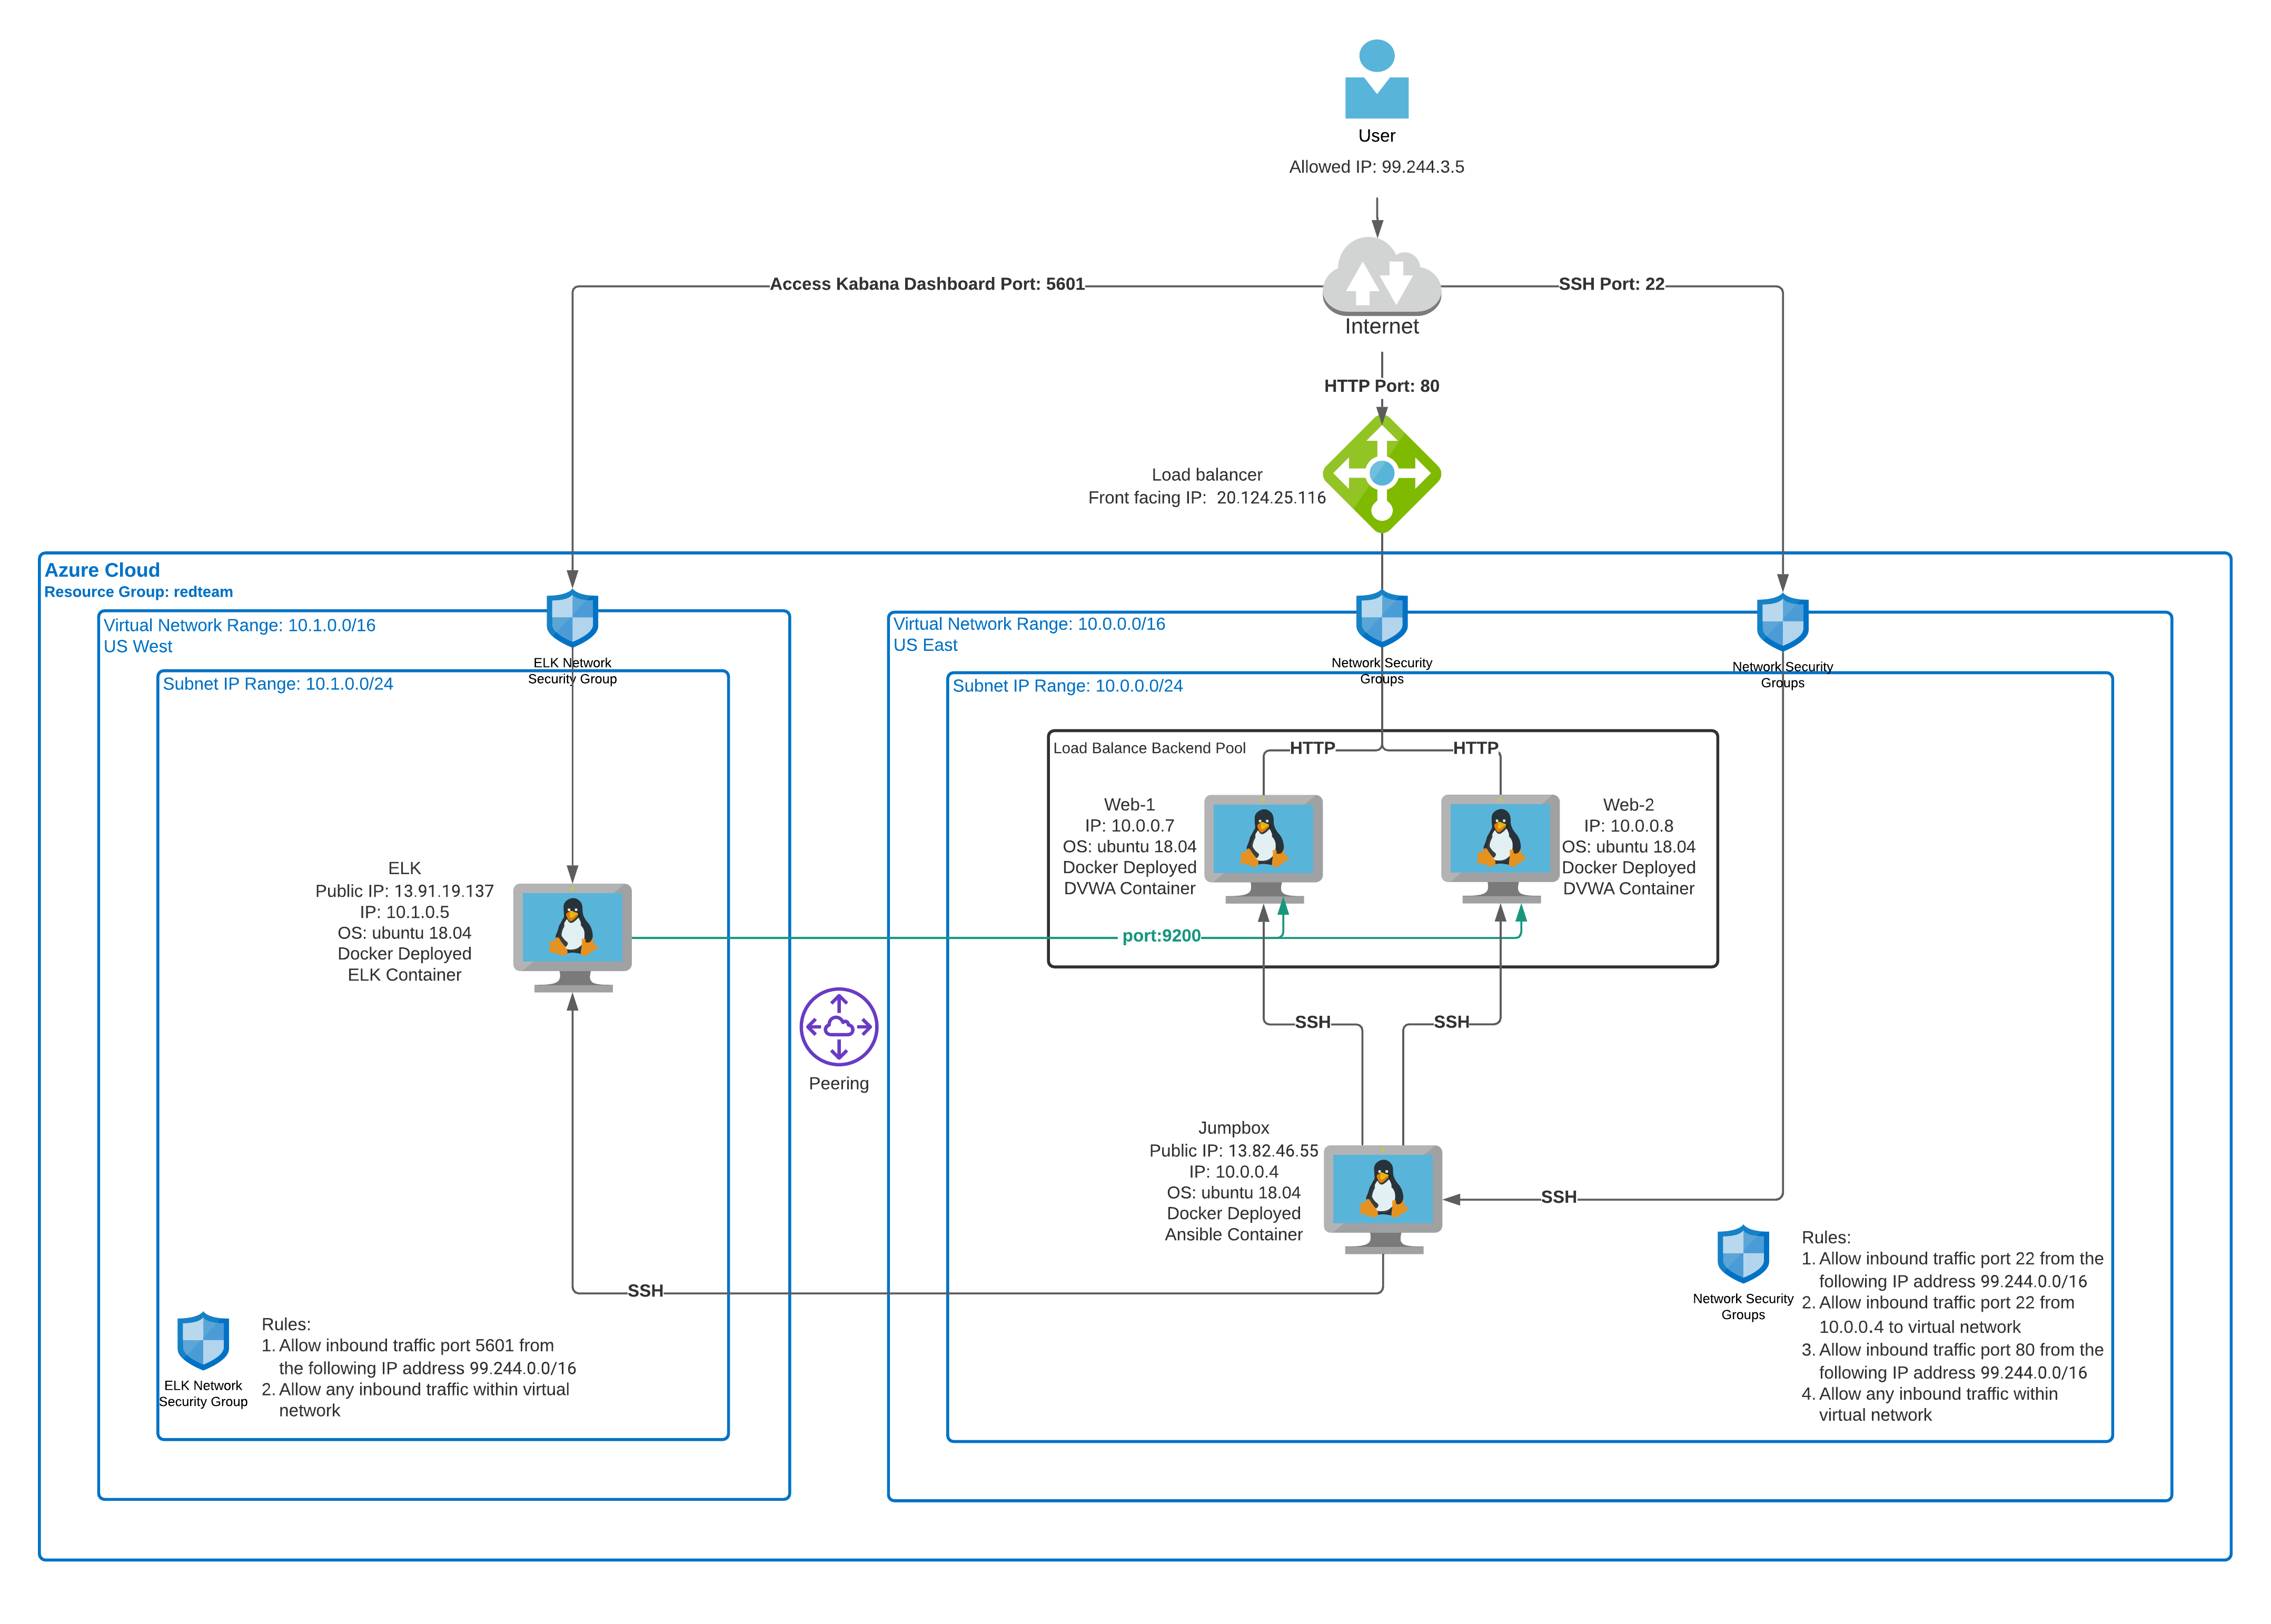 User
Allowed IP: 99.244.3.5
Access Kabana Dashboard Port: 5601
SSH Port: 22
Internet
HTTP Port: 80
Load balancer
Front facing IP: 20.124.25.116
Azure Cloud
Resource Group: redteam
Virtual Network Range: 10.1.0.0/16
US West
ELK Network
Security Group
Subnet IP Range: 10.1.0.0/24
Virtual Network Range: 10.0.0.0/16
US East
Network Security
Groups
Network Security
Groups
Subnet IP Range: 10.0.0.0/24
Load Balance Backend Pool
HTTP
HTTP
Web-1
IP: 10.0.0.7
OS: ubuntu 18.04
Docker Deployed
DVWA Container
Web-2
IP: 10.0.0.8
OS: ubuntu 18.04
Docker Deployed
DVWA Container
ELK
Public IP: 13.91.19.137
IP: 10.1.0.5
OS: ubuntu 18.04
Docker Deployed
ELK Container
port:9200
Peering
SSH
SSH
Jumpbox
Public IP: 13.82.46.55
IP: 10.0.0.4
OS: ubuntu 18.04
Docker Deployed
Ansible Container
SSH
SSH
ELK Network
Security Group
Rules:
1. Allow inbound traffic port 5601 from
the following IP address 99.244.0.0/16
2. Allow any inbound traffic within virtual
network
Network Security
Groups
Rules:
1. Allow inbound traffic port 22 from the
following IP address 99.244.0.0/16
2. Allow inbound traffic port 22 from
10.0.0.4 to virtual network
3. Allow inbound traffic port 80 from the
following IP address 99.244.0.0/16
4. Allow any inbound traffic within
virtual network